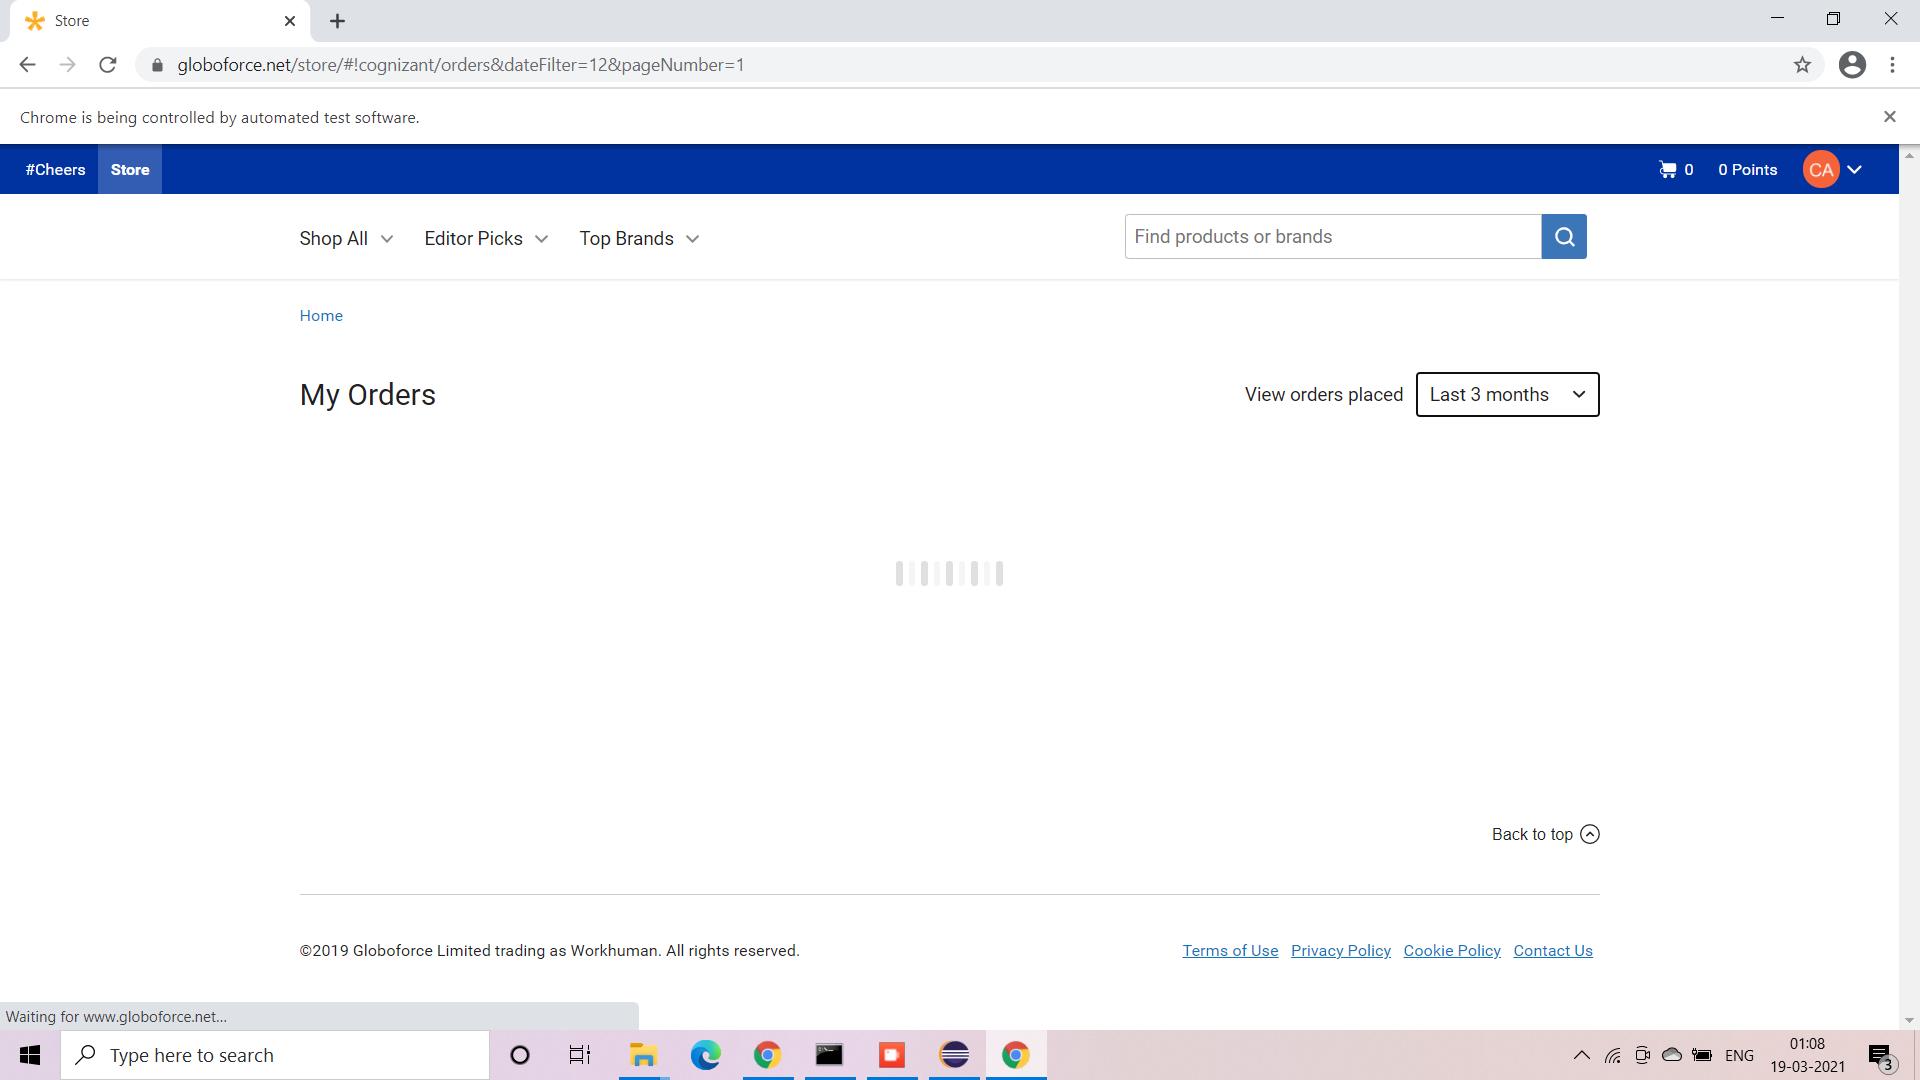 Store
globoforce.net/store/#!cognizant/orders&dateFilter=12&pageNumber=1
Chrome is being controlled by automated test software.
#Cheers Store 0 0 Points CA
Shop All Editor Picks Top Brands Find products or brands
Home
My Orders View orders placed Last 3 months
Back to top
©2019 Globoforce Limited trading as Workhuman. All rights reserved. Terms of Use Privacy Policy Cookie Policy Contact Us
Waiting for www.globoforce.net...
Type here to search ENG 01:08
19-03-2021 3